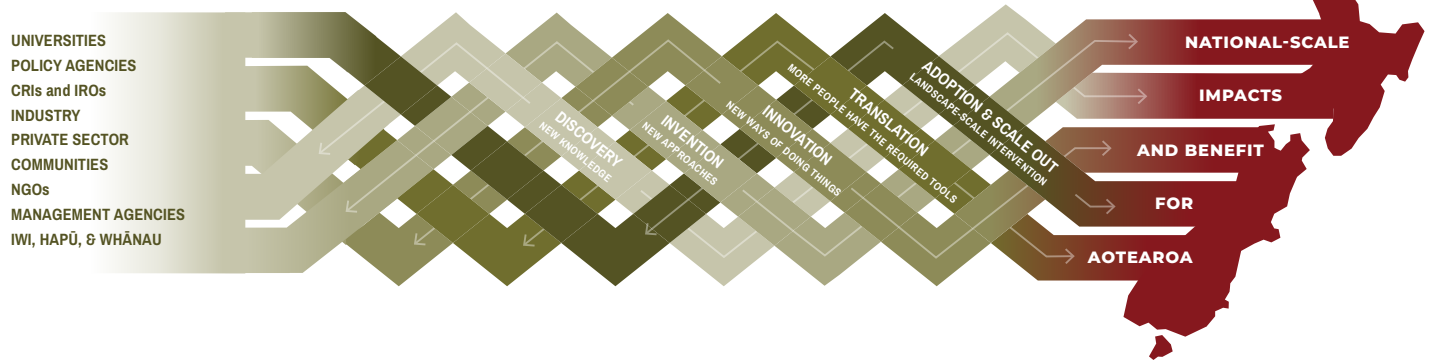 UNIVERSITIES
POLICY AGENCIES
CRIs and IROs
INDUSTRY
PRIVATE SECTOR
COMMUNITIES
NGOs
MANAGEMENT AGENCIES
IWI, HAPŪ, & WHĀNAU
DISCOVERY
NEW KNOWLEDGE
INVENTION
NEW APPROACHES
INNOVATION
NEW WAYS OF DOING THINGS
TRANSLATION
MORE PEOPLE HAVE THE REQUIRED TOOLS
ADOPTION & SCALE OUT
LANDSCAPE-SCALE INTERVENTION
NATIONAL-SCALE
IMPACTS
AND BENEFIT
FOR
AOTEAROA